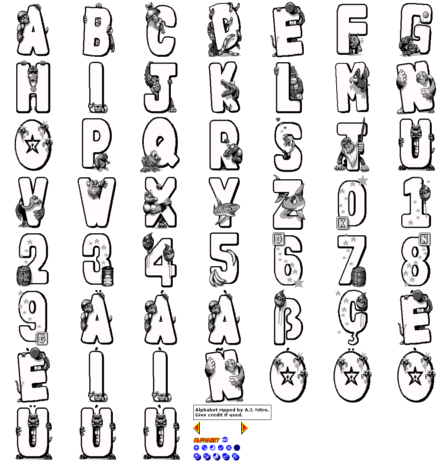 A B C D E F G
H I J K L M N
O P Q R S T U
V W X Y Z 0 1
2 3 4 5 6 7 8
9 À Á Ä ß Ç É
È Í Ì Ñ Ö Ó Ò
Ü Ú Ù
Alphabet ripped by A.J. Nitro.
Give credit if used.
ALPHABET